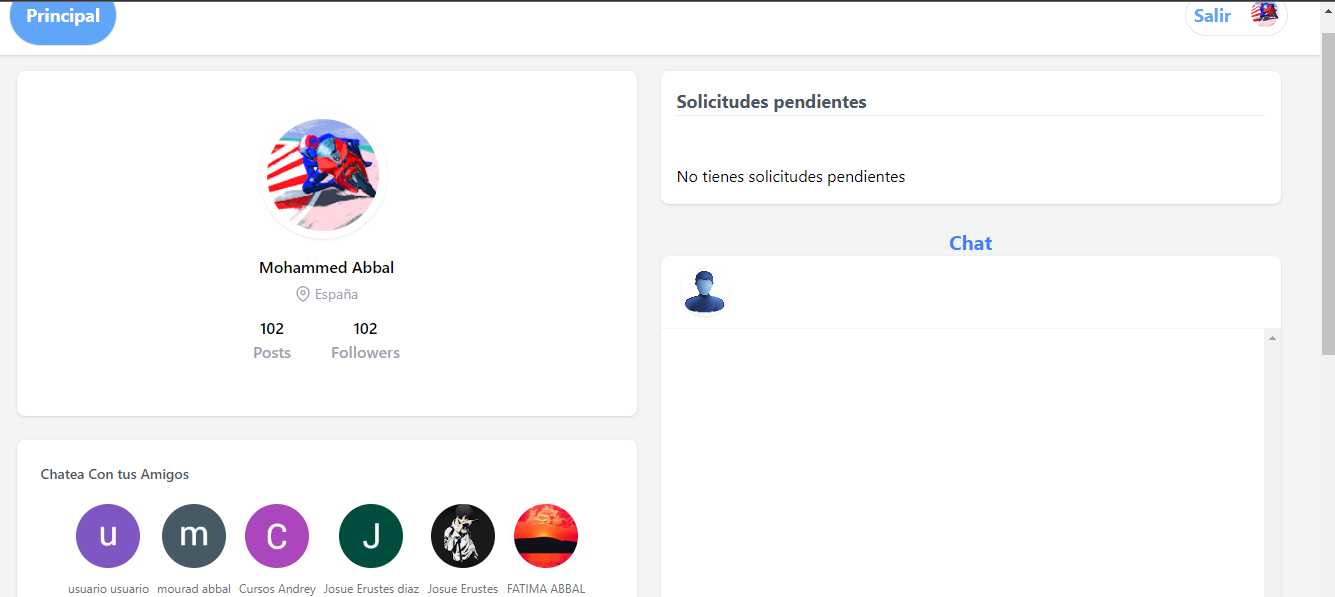 Principal
Salir
Mohammed Abbal
España
102
102
Posts
Followers
Chatea Con tus Amigos
u
m
C
J
usuario usuario
mourad abbal
Cursos Andrey
Josue Erustes diaz
Josue Erustes
FATIMA ABBAL
Solicitudes pendientes
No tienes solicitudes pendientes
Chat